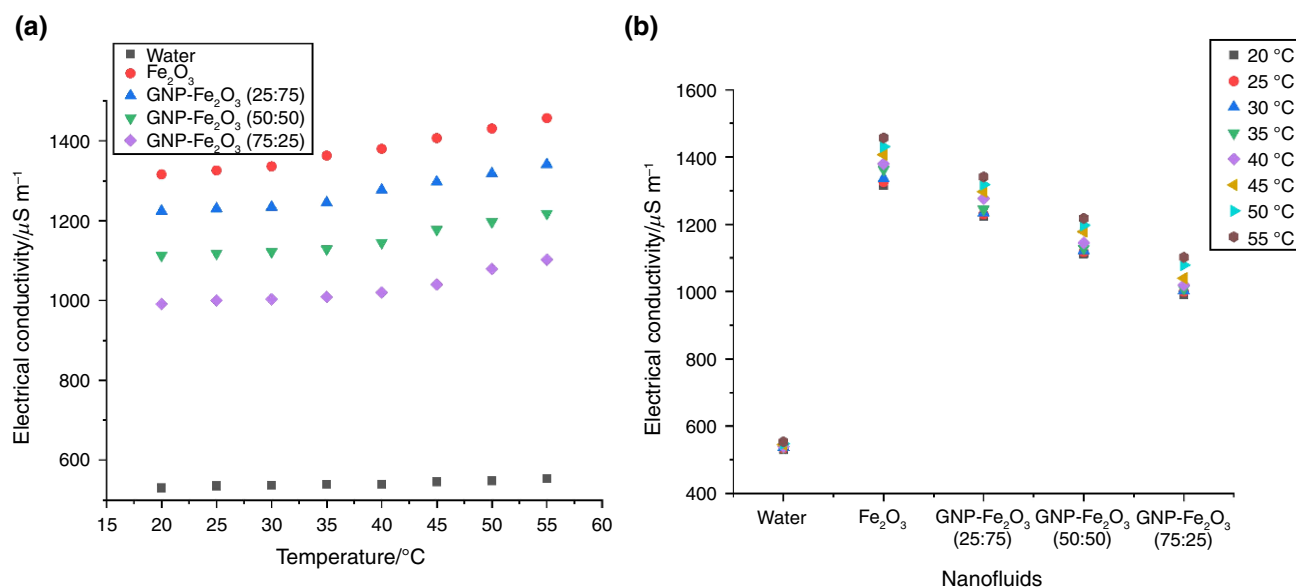 (a)
Water
Fe₂O₃
GNP-Fe₂O₃ (25:75)
GNP-Fe₂O₃ (50:50)
GNP-Fe₂O₃ (75:25)
1400
1200
1000
800
600
Electrical conductivity/μS m⁻¹
15 20 25 30 35 40 45 50 55 60
Temperature/°C
(b)
20 °C
25 °C
30 °C
35 °C
40 °C
45 °C
50 °C
55 °C
1600
1400
1200
1000
800
600
400
Electrical conductivity/μS m⁻¹
Water Fe₂O₃ GNP-Fe₂O₃ GNP-Fe₂O₃ GNP-Fe₂O₃
(25:75) (50:50) (75:25)
Nanofluids